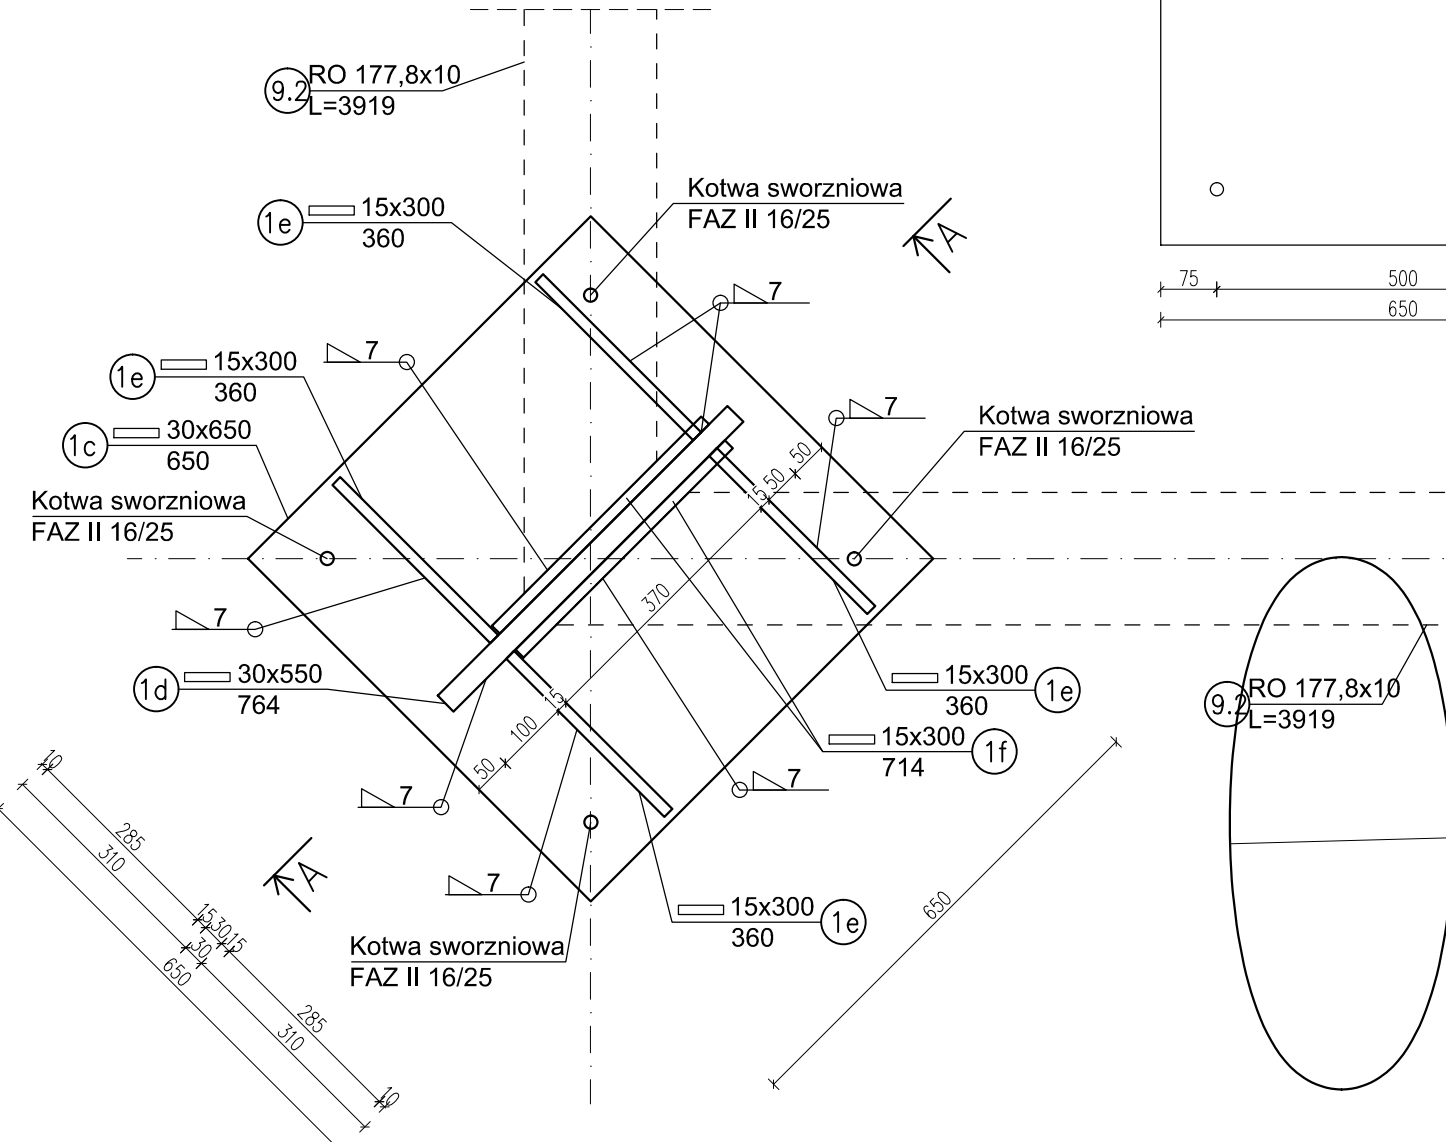 9.2
RO 177,8x10
L=3919
1e
15x300
360
Kotwa sworzniowa
FAZ II 16/25
A
7
75
500
650
1e
15x300
360
7
7
1c
30x650
650
Kotwa sworzniowa
FAZ II 16/25
Kotwa sworzniowa
FAZ II 16/25
50
50
15
370
15
100
50
7
1d
30x550
764
15x300
360
1e
9.2
RO 177,8x10
L=3919
15x300
714
1f
7
7
7
15x300
360
1e
Kotwa sworzniowa
FAZ II 16/25
A
650
10
285
310
15
30
15
30
650
285
310
10